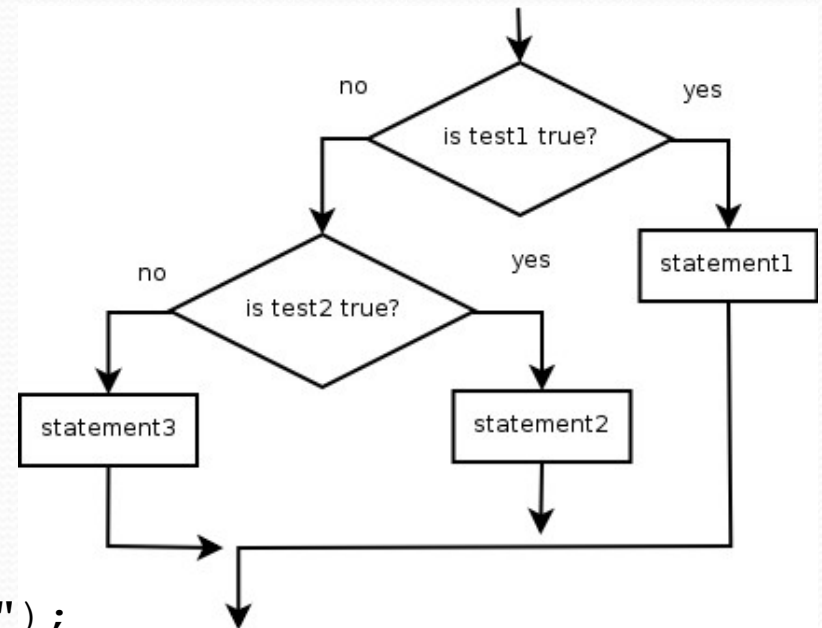 no
yes
is test1 true?
no
yes
statement1
is test2 true?
statement3
statement2
");